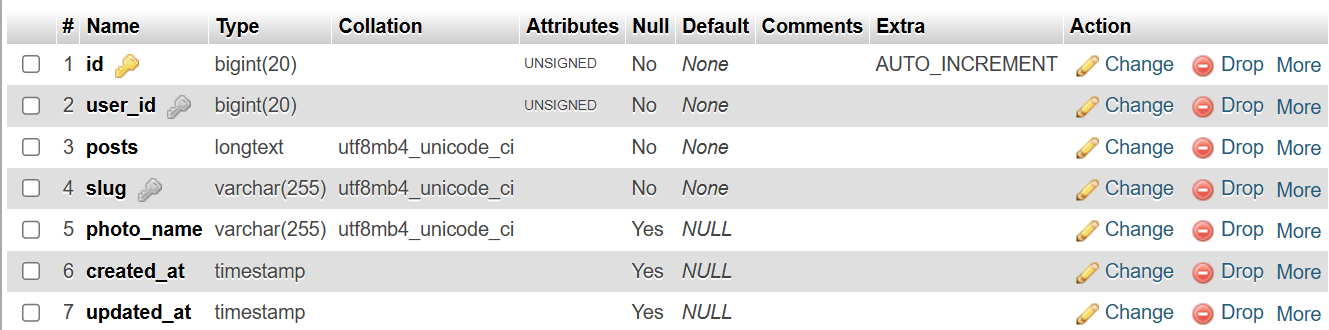 # Name Type Collation Attributes Null Default Comments Extra Action
1 id bigint(20) UNSIGNED No None AUTO_INCREMENT Change Drop More
2 user_id bigint(20) UNSIGNED No None Change Drop More
3 posts longtext utf8mb4_unicode_ci No None Change Drop More
4 slug varchar(255) utf8mb4_unicode_ci No None Change Drop More
5 photo_name varchar(255) utf8mb4_unicode_ci Yes NULL Change Drop More
6 created_at timestamp Yes NULL Change Drop More
7 updated_at timestamp Yes NULL Change Drop More